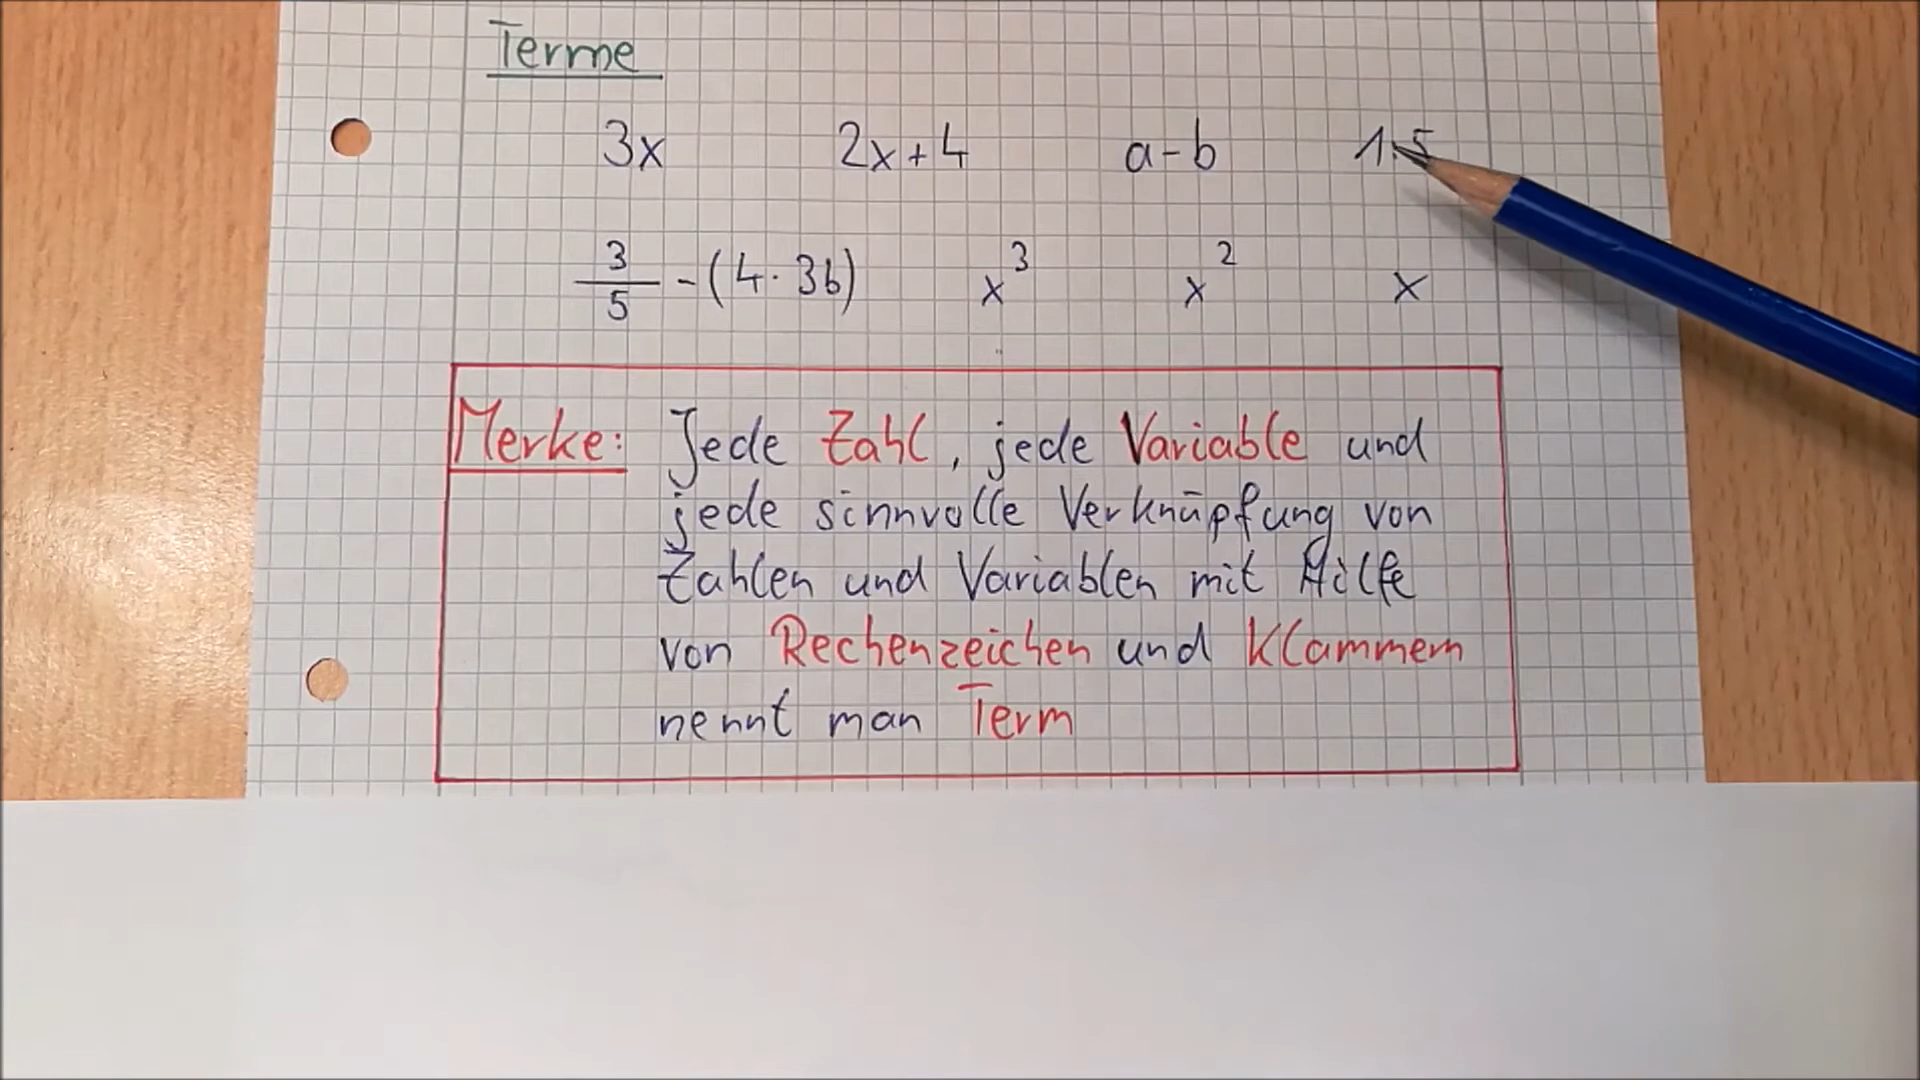 Terme
3x 2x+4 a-b 1.5
3/5 - (4·3b) x³ x² x
Merke: Jede Zahl, jede Variable und
jede sinnvolle Verknüpfung von
Zahlen und Variablen mit Hilfe
von Rechenzeichen und Klammern
nennt man Term